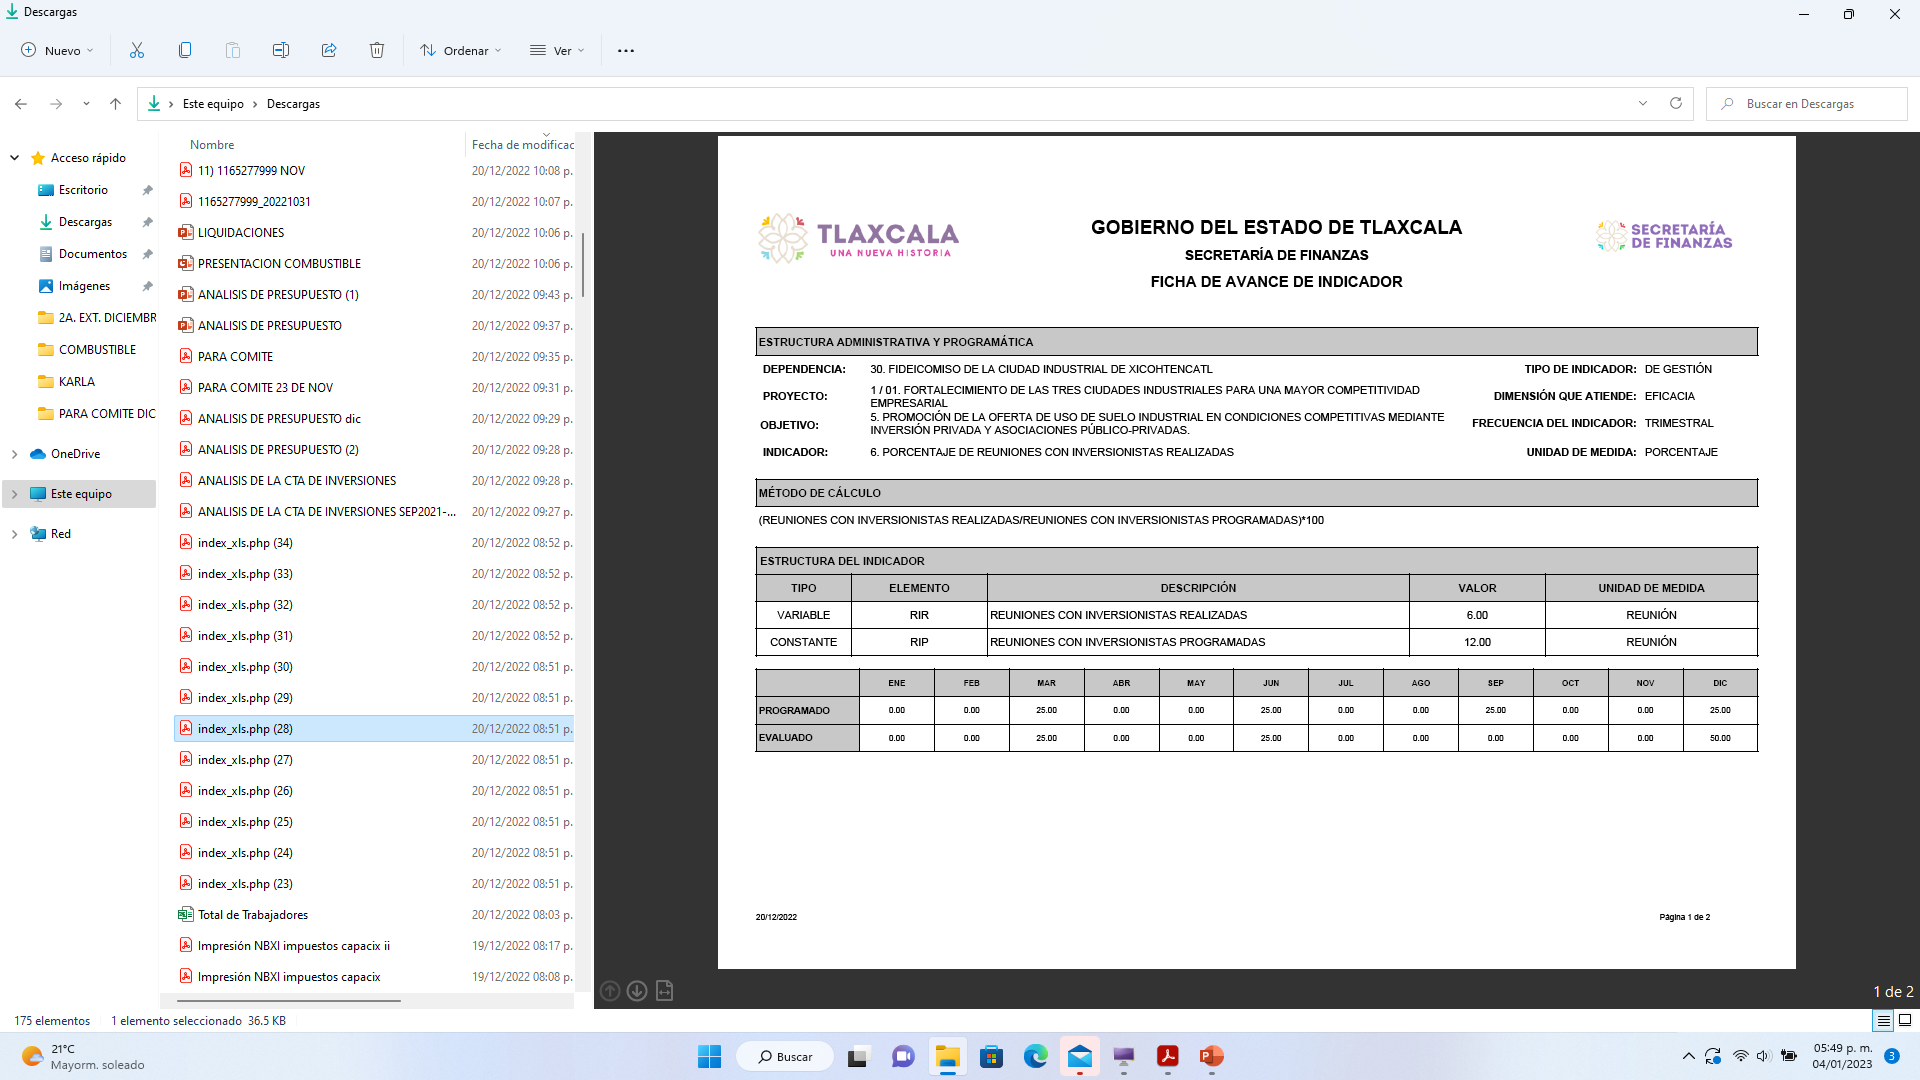 Descargas
Nuevo
Ordenar
Ver
Este equipo
Descargas
Buscar en Descargas
Acceso rápido
Escritorio
Descargas
Documentos
Imágenes
2A. EXT. DICIEMBR
COMBUSTIBLE
KARLA
PARA COMITE DIC
OneDrive
Este equipo
Red
Nombre Fecha de modificac
11) 1165277999 NOV 20/12/2022 10:08 p.
1165277999_20221031 20/12/2022 10:07 p.
LIQUIDACIONES 20/12/2022 10:06 p.
PRESENTACION COMBUSTIBLE 20/12/2022 10:06 p.
ANALISIS DE PRESUPUESTO (1) 20/12/2022 09:43 p.
ANALISIS DE PRESUPUESTO 20/12/2022 09:37 p.
PARA COMITE 20/12/2022 09:35 p.
PARA COMITE 23 DE NOV 20/12/2022 09:31 p.
ANALISIS DE PRESUPUESTO dic 20/12/2022 09:29 p.
ANALISIS DE PRESUPUESTO (2) 20/12/2022 09:28 p.
ANALISIS DE LA CTA DE INVERSIONES 20/12/2022 09:28 p.
ANALISIS DE LA CTA DE INVERSIONES SEP2021-... 20/12/2022 09:27 p.
index_xls.php (34) 20/12/2022 08:52 p.
index_xls.php (33) 20/12/2022 08:52 p.
index_xls.php (32) 20/12/2022 08:52 p.
index_xls.php (31) 20/12/2022 08:52 p.
index_xls.php (30) 20/12/2022 08:51 p.
index_xls.php (29) 20/12/2022 08:51 p.
index_xls.php (28) 20/12/2022 08:51 p.
index_xls.php (27) 20/12/2022 08:51 p.
index_xls.php (26) 20/12/2022 08:51 p.
index_xls.php (25) 20/12/2022 08:51 p.
index_xls.php (24) 20/12/2022 08:51 p.
index_xls.php (23) 20/12/2022 08:51 p.
Total de Trabajadores 20/12/2022 08:03 p.
Impresión NBXI impuestos capacix ii 19/12/2022 08:17 p.
Impresión NBXI impuestos capacix 19/12/2022 08:08 p.
TLAXCALA
UNA NUEVA HISTORIA
GOBIERNO DEL ESTADO DE TLAXCALA
SECRETARÍA DE FINANZAS
FICHA DE AVANCE DE INDICADOR
SECRETARÍA
DE FINANZAS
ESTRUCTURA ADMINISTRATIVA Y PROGRAMÁTICA
DEPENDENCIA: 30. FIDEICOMISO DE LA CIUDAD INDUSTRIAL DE XICOHTENCATL TIPO DE INDICADOR: DE GESTIÓN
PROYECTO: 1 / 01. FORTALECIMIENTO DE LAS TRES CIUDADES INDUSTRIALES PARA UNA MAYOR COMPETITIVIDAD
EMPRESARIAL
DIMENSIÓN QUE ATIENDE: EFICACIA
OBJETIVO: 5. PROMOCIÓN DE LA OFERTA DE USO DE SUELO INDUSTRIAL EN CONDICIONES COMPETITIVAS MEDIANTE
INVERSIÓN PRIVADA Y ASOCIACIONES PÚBLICO-PRIVADAS.
FRECUENCIA DEL INDICADOR: TRIMESTRAL
INDICADOR: 6. PORCENTAJE DE REUNIONES CON INVERSIONISTAS REALIZADAS UNIDAD DE MEDIDA: PORCENTAJE
MÉTODO DE CÁLCULO
(REUNIONES CON INVERSIONISTAS REALIZADAS/REUNIONES CON INVERSIONISTAS PROGRAMADAS)*100
ESTRUCTURA DEL INDICADOR
TIPO ELEMENTO DESCRIPCIÓN VALOR UNIDAD DE MEDIDA
VARIABLE RIR REUNIONES CON INVERSIONISTAS REALIZADAS 6.00 REUNIÓN
CONSTANTE RIP REUNIONES CON INVERSIONISTAS PROGRAMADAS 12.00 REUNIÓN
ENE FEB MAR ABR MAY JUN JUL AGO SEP OCT NOV DIC
PROGRAMADO 0.00 0.00 25.00 0.00 0.00 25.00 0.00 0.00 25.00 0.00 0.00 25.00
EVALUADO 0.00 0.00 25.00 0.00 0.00 25.00 0.00 0.00 0.00 0.00 0.00 50.00
20/12/2022 Página 1 de 2
1 de 2
175 elementos 1 elemento seleccionado 36.5 KB
21°C
Mayorm. soleado
Buscar
05:49 p. m.
04/01/2023
3